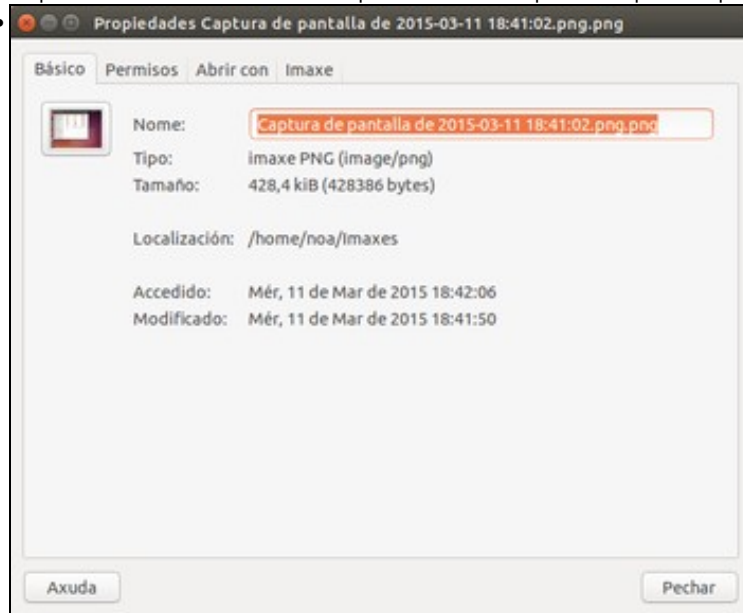 Propiedades Captura de pantalla de 2015-03-11 18:41:02.png.png
Básico Permisos Abrir con Imaxe
Nome: Captura de pantalla de 2015-03-11 18:41:02.png.png
Tipo: imaxe PNG (image/png)
Tamaño: 428,4 kiB (428386 bytes)
Localización: /home/noa/Imaxes
Accedido: Mér, 11 de Mar de 2015 18:42:06
Modificado: Mér, 11 de Mar de 2015 18:41:50
Axuda Pechar